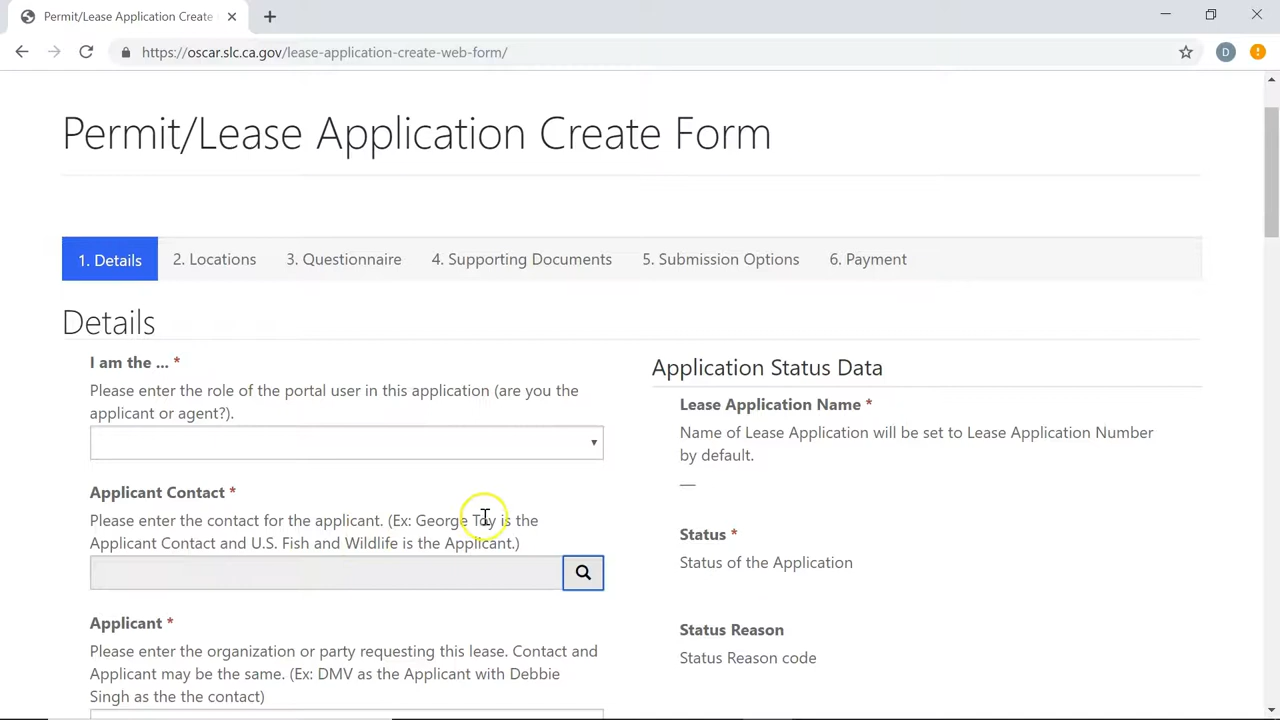 Permit/Lease Application Create
https://oscar.slc.ca.gov/lease-application-create-web-form/
D
Permit/Lease Application Create Form
1. Details
2. Locations
3. Questionnaire
4. Supporting Documents
5. Submission Options
6. Payment
Details
I am the ... *
Please enter the role of the portal user in this application (are you the
applicant or agent?).
Applicant Contact *
Please enter the contact for the applicant. (Ex: George Toy is the
Applicant Contact and U.S. Fish and Wildlife is the Applicant.)
Applicant *
Please enter the organization or party requesting this lease. Contact and
Applicant may be the same. (Ex: DMV as the Applicant with Debbie
Singh as the the contact)
Application Status Data
Lease Application Name *
Name of Lease Application will be set to Lease Application Number
by default.
—
Status *
Status of the Application
Status Reason
Status Reason code